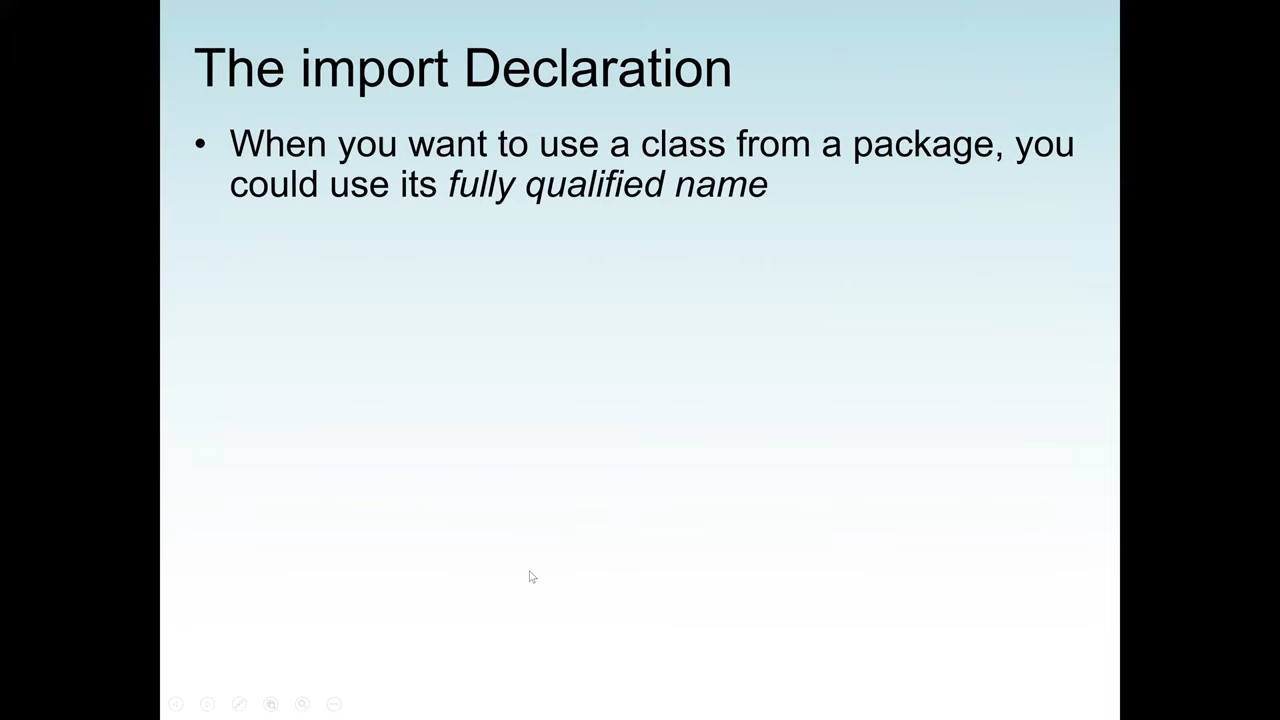 The import Declaration
• When you want to use a class from a package, you
could use its fully qualified name